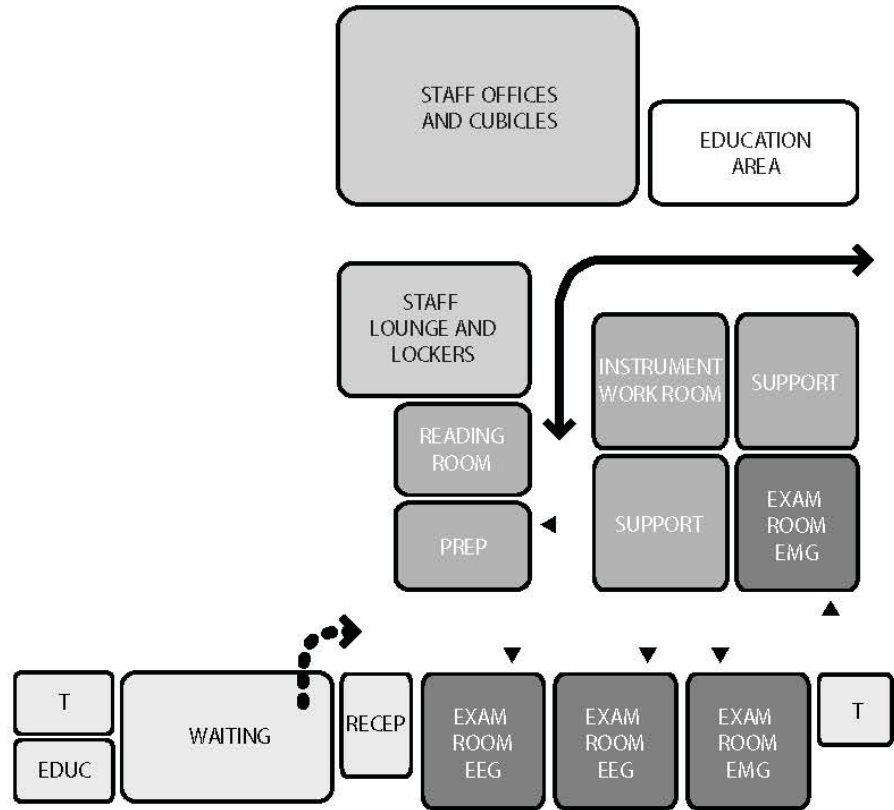 STAFF OFFICES
AND CUBICLES
EDUCATION
AREA
STAFF
LOUNGE AND
LOCKERS
INSTRUMENT
WORK ROOM
SUPPORT
READING
ROOM
PREP
SUPPORT
EXAM
ROOM
EMG
T
EDUC
WAITING
RECEP
EXAM
ROOM
EEG
EXAM
ROOM
EEG
EXAM
ROOM
EMG
T